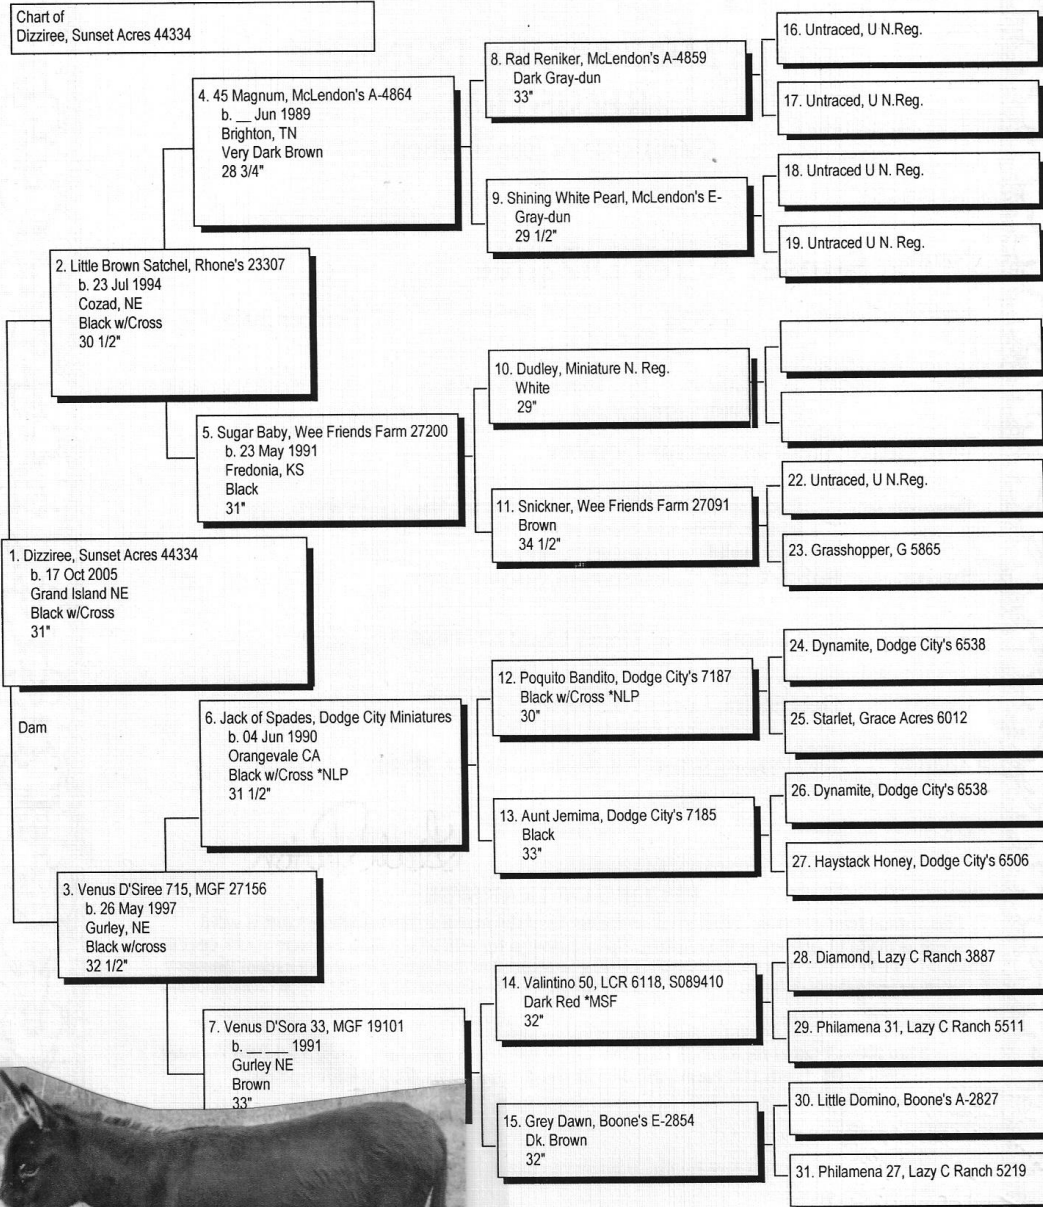 Chart of
Dizziree, Sunset Acres 44334
1. Dizziree, Sunset Acres 44334
b. 17 Oct 2005
Grand Island NE
Black w/Cross
31"
Dam
2. Little Brown Satchel, Rhone's 23307
b. 23 Jul 1994
Cozad, NE
Black w/Cross
30 1/2"
3. Venus D'Siree 715, MGF 27156
b. 26 May 1997
Gurley, NE
Black w/cross
32 1/2"
4. 45 Magnum, McLendon's A-4864
b. __ Jun 1989
Brighton, TN
Very Dark Brown
28 3/4"
5. Sugar Baby, Wee Friends Farm 27200
b. 23 May 1991
Fredonia, KS
Black
31"
6. Jack of Spades, Dodge City Miniatures
b. 04 Jun 1990
Orangevale CA
Black w/Cross *NLP
31 1/2"
7. Venus D'Sora 33, MGF 19101
b. __ ___ 1991
Gurley NE
Brown
33"
8. Rad Reniker, McLendon's A-4859
Dark Gray-dun
33"
9. Shining White Pearl, McLendon's E-
Gray-dun
29 1/2"
10. Dudley, Miniature N. Reg.
White
29"
11. Snickner, Wee Friends Farm 27091
Brown
34 1/2"
12. Poquito Bandito, Dodge City's 7187
Black w/Cross *NLP
30"
13. Aunt Jemima, Dodge City's 7185
Black
33"
14. Valintino 50, LCR 6118, S089410
Dark Red *MSF
32"
15. Grey Dawn, Boone's E-2854
Dk. Brown
32"
16. Untraced, U N.Reg.
17. Untraced, U N.Reg.
18. Untraced U N. Reg.
19. Untraced U N. Reg.
22. Untraced, U N.Reg.
23. Grasshopper, G 5865
24. Dynamite, Dodge City's 6538
25. Starlet, Grace Acres 6012
26. Dynamite, Dodge City's 6538
27. Haystack Honey, Dodge City's 6506
28. Diamond, Lazy C Ranch 3887
29. Philamena 31, Lazy C Ranch 5511
30. Little Domino, Boone's A-2827
31. Philamena 27, Lazy C Ranch 5219